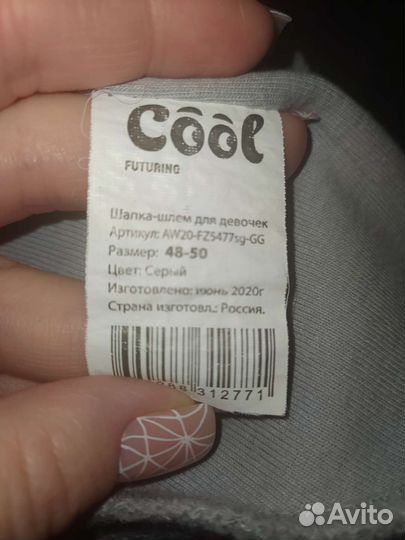 Côôl
FUTURING
Шапка-шлем для девочек
Артикул: AW20-FZ5477sg-GG
Размер: 48-50
Цвет: Серый
Изготовлено: июнь 2020г
Страна изготовл.: Россия.
312771
Avito